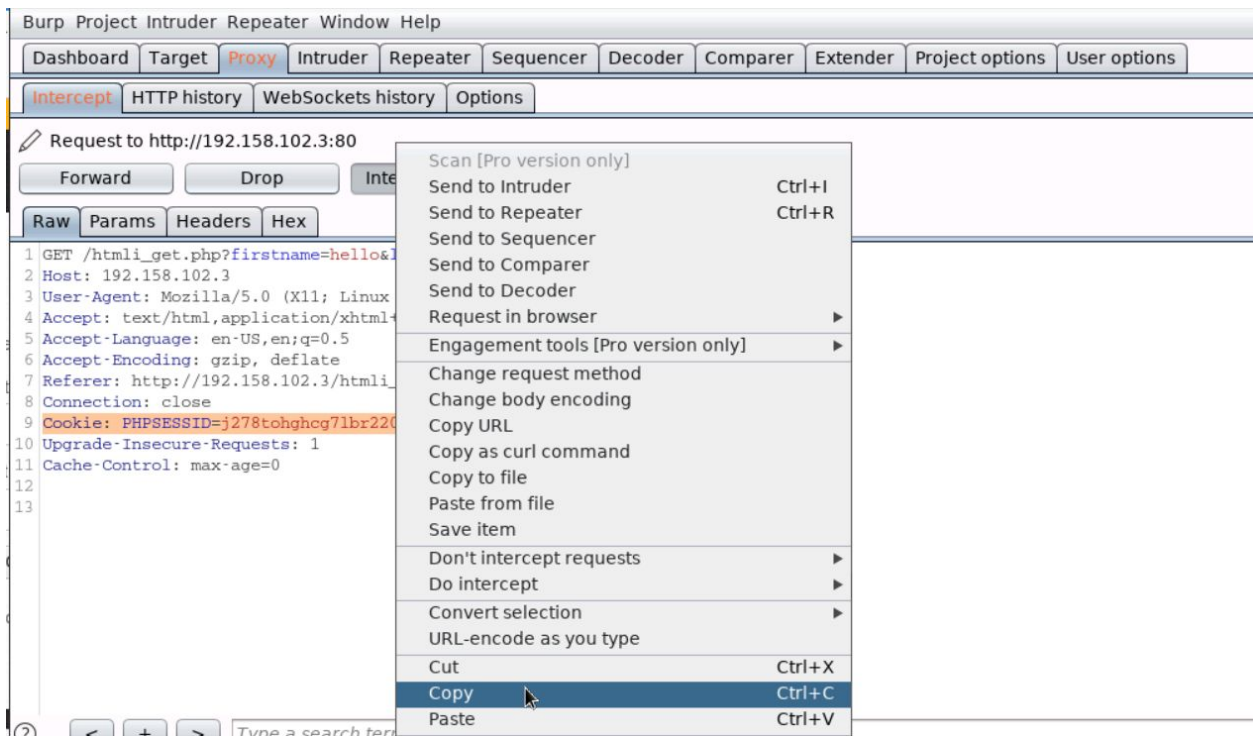 Burp Project Intruder Repeater Window Help
Dashboard Target Proxy Intruder Repeater Sequencer Decoder Comparer Extender Project options User options
Intercept HTTP history WebSockets history Options
Request to http://192.158.102.3:80
Forward Drop Inte
Raw Params Headers Hex
1 GET /htmli_get.php?firstname=hello&l
2 Host: 192.158.102.3
3 User-Agent: Mozilla/5.0 (X11; Linux
4 Accept: text/html,application/xhtml+
5 Accept-Language: en-US,en;q=0.5
6 Accept-Encoding: gzip, deflate
7 Referer: http://192.158.102.3/htmli_
8 Connection: close
9 Cookie: PHPSESSID=j278tohghcg7lbr220
10 Upgrade-Insecure-Requests: 1
11 Cache-Control: max-age=0
12
13
Scan [Pro version only]
Send to Intruder Ctrl+I
Send to Repeater Ctrl+R
Send to Sequencer
Send to Comparer
Send to Decoder
Request in browser
Engagement tools [Pro version only]
Change request method
Change body encoding
Copy URL
Copy as curl command
Copy to file
Paste from file
Save item
Don't intercept requests
Do intercept
Convert selection
URL-encode as you type
Cut Ctrl+X
Copy Ctrl+C
Paste Ctrl+V
? < + > Type a search ter